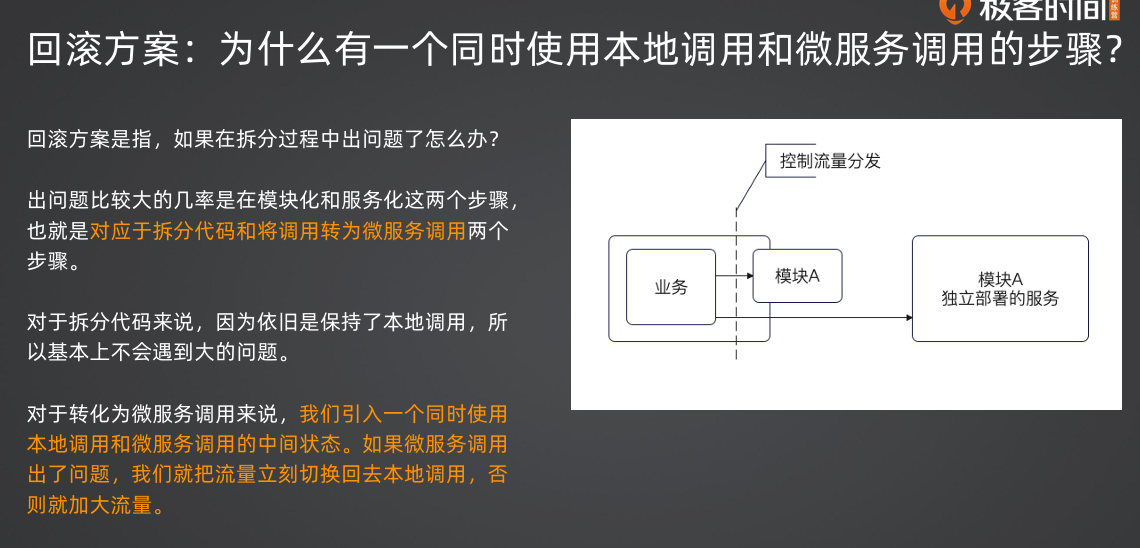 极客时间
训练营
回滚方案：为什么有一个同时使用本地调用和微服务调用的步骤？
回滚方案是指，如果在拆分过程中出问题了怎么办？
出问题比较大的几率是在模块化和服务化这两个步骤，
也就是对应于拆分代码和将调用转为微服务调用两个
步骤。
对于拆分代码来说，因为依旧是保持了本地调用，所
以基本上不会遇到大的问题。
对于转化为微服务调用来说，我们引入一个同时使用
本地调用和微服务调用的中间状态。如果微服务调用
出了问题，我们就把流量立刻切换回去本地调用，否
则就加大流量。
控制流量分发
业务
模块A
模块A
独立部署的服务